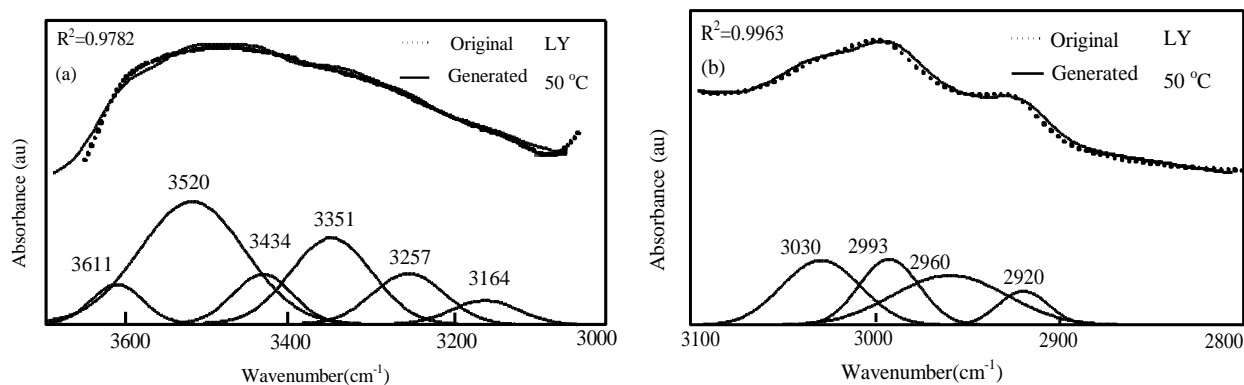 R²=0.9782
Original LY
(a)
Generated 50 °C
Absorbance (au)
3520
3351
3434
3611
3257
3164
3600 3400 3200 3000
Wavenumber(cm⁻¹)
R²=0.9963
Original LY
(b)
Generated 50 °C
Absorbance (au)
3030
2993
2960
2920
3100 3000 2900 2800
Wavenumber(cm⁻¹)